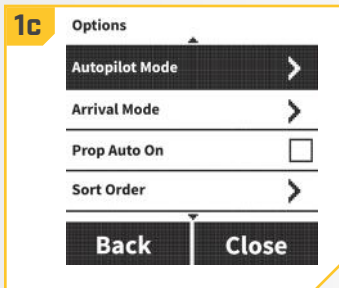 1c
Options
Autopilot Mode
Arrival Mode
Prop Auto On
Sort Order
Back Close